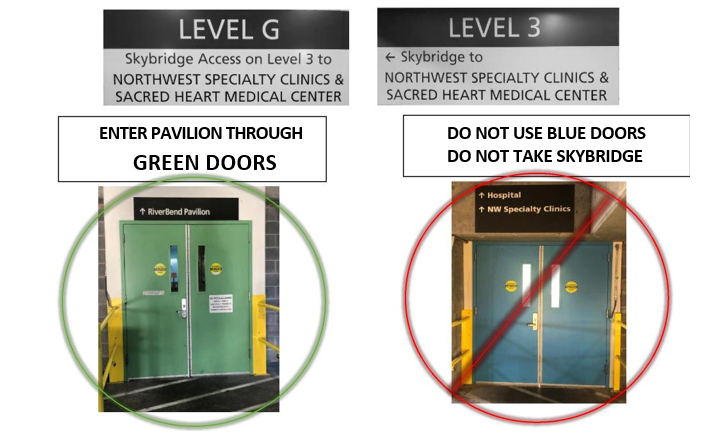 LEVEL G
Skybridge Access on Level 3 to
NORTHWEST SPECIALTY CLINICS &
SACRED HEART MEDICAL CENTER
LEVEL 3
← Skybridge to
NORTHWEST SPECIALTY CLINICS &
SACRED HEART MEDICAL CENTER
ENTER PAVILION THROUGH
GREEN DOORS
DO NOT USE BLUE DOORS
DO NOT TAKE SKYBRIDGE
↑ RiverBend Pavilion
↑ Hospital
↑ NW Specialty Clinics